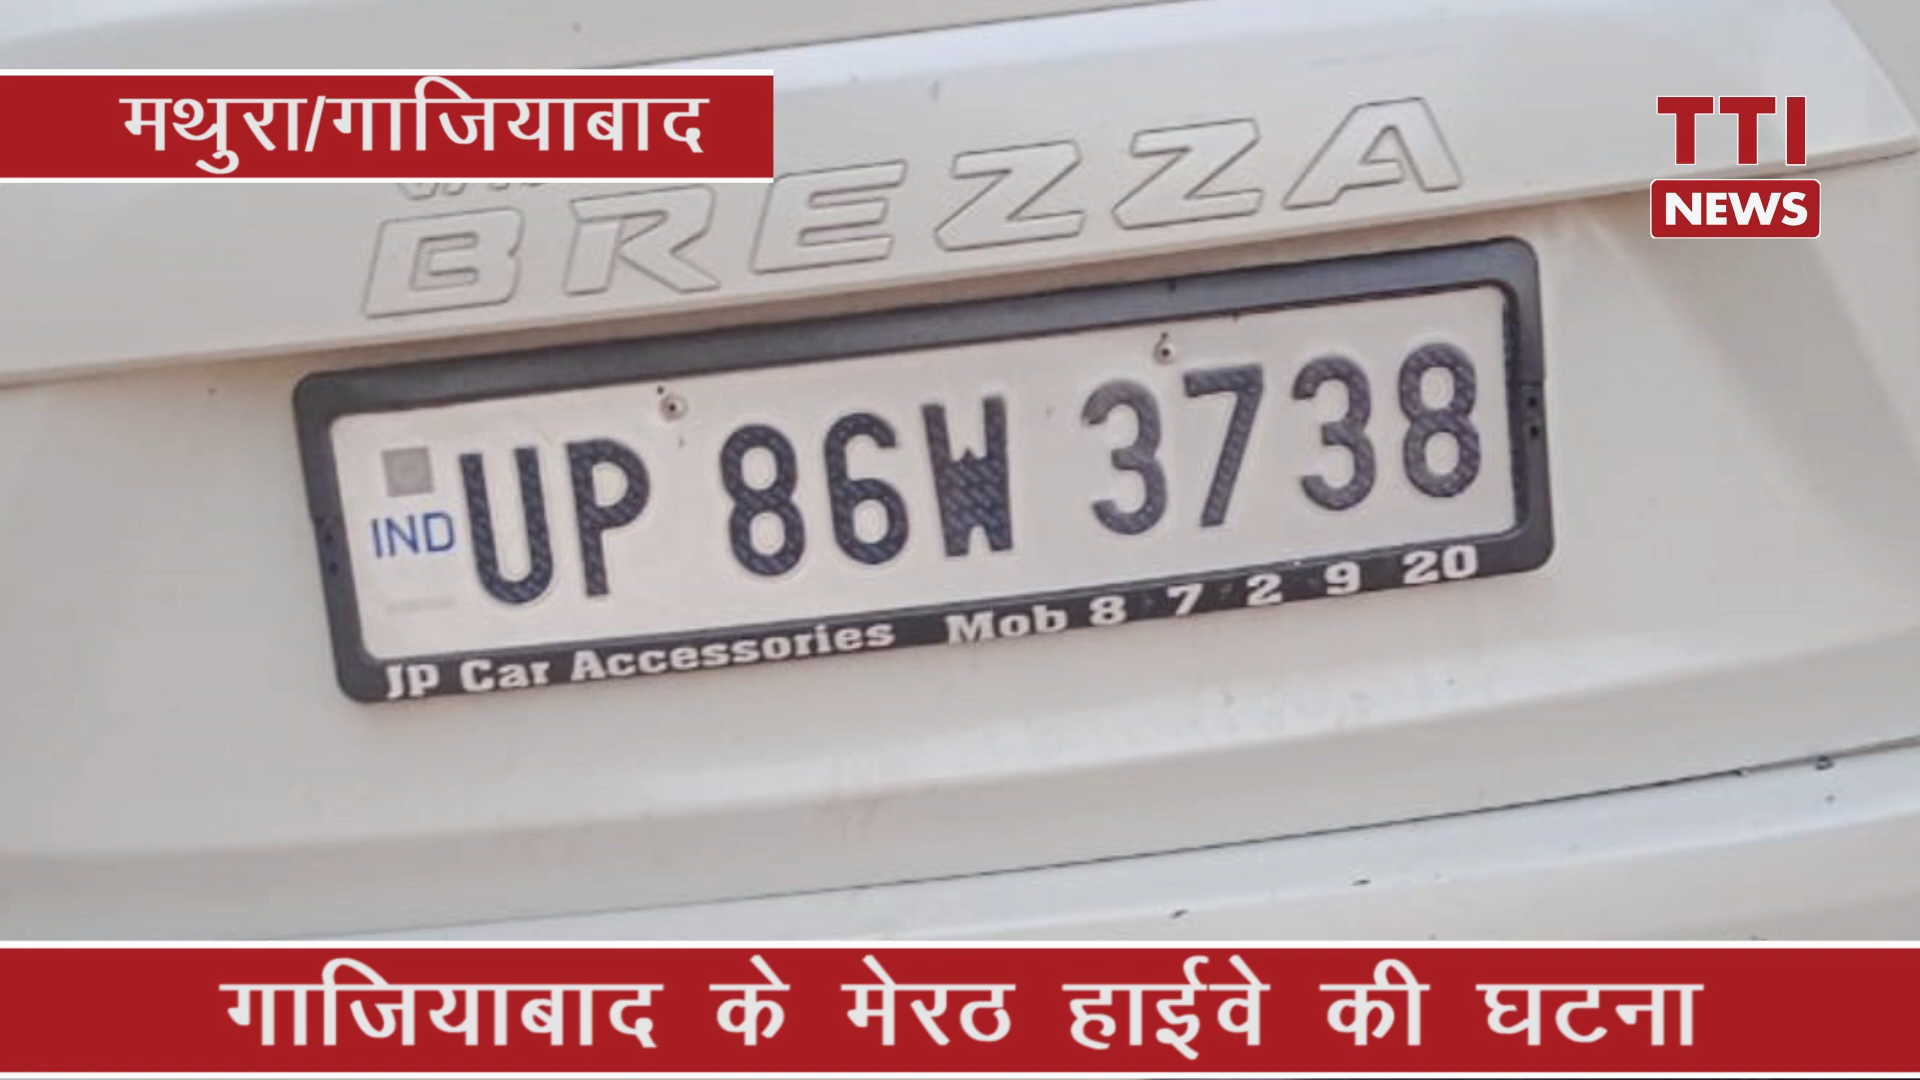 मथुरा/गाजियाबाद
TTI
NEWS
BREZZA
IND UP 86W 3738
JP Car Accessories Mob 8 7 2 9 20
गाजियाबाद के मेरठ हाईवे की घटना